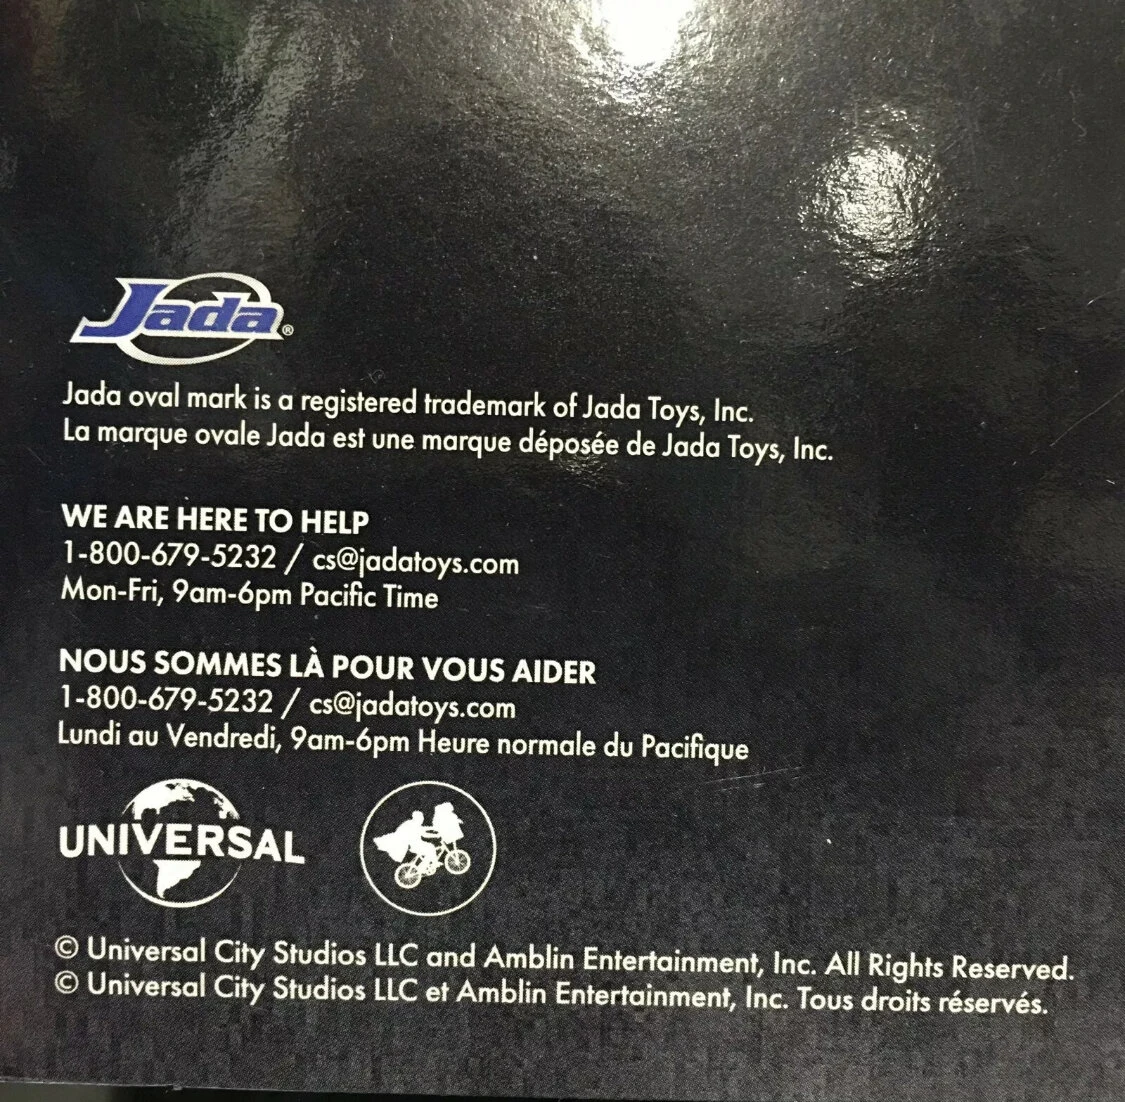 Jada®
Jada oval mark is a registered trademark of Jada Toys, Inc.
La marque ovale Jada est une marque déposée de Jada Toys, Inc.
WE ARE HERE TO HELP
1-800-679-5232 / cs@jadatoys.com
Mon-Fri, 9am-6pm Pacific Time
NOUS SOMMES LÀ POUR VOUS AIDER
1-800-679-5232 / cs@jadatoys.com
Lundi au Vendredi, 9am-6pm Heure normale du Pacifique
UNIVERSAL
© Universal City Studios LLC and Amblin Entertainment, Inc. All Rights Reserved.
© Universal City Studios LLC et Amblin Entertainment, Inc. Tous droits réservés.